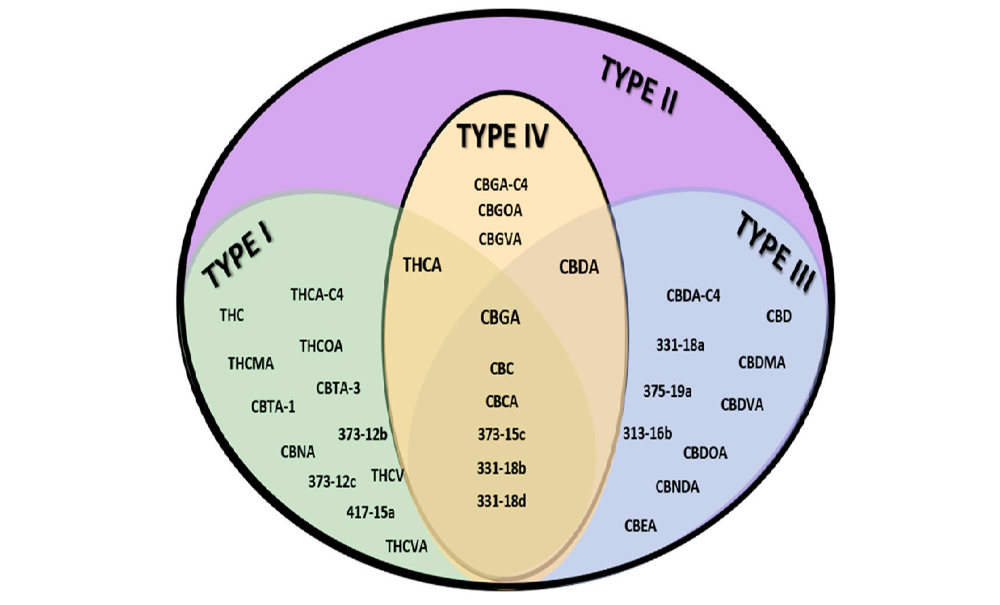 TYPE II
TYPE IV
CBGA-C4
CBGOA
CBGVA
THCA
CBDA
CBGA
CBC
CBCA
373-15c
331-18b
331-18d
TYPE I
THCA-C4
THC
THCOA
THCMA
CBTA-3
CBTA-1
373-12b
CBNA
THCV
373-12c
417-15a
THCVA
TYPE III
CBDA-C4
CBD
331-18a
CBDMA
375-19a
CBDVA
313-16b
CBDOA
CBNDA
CBEA